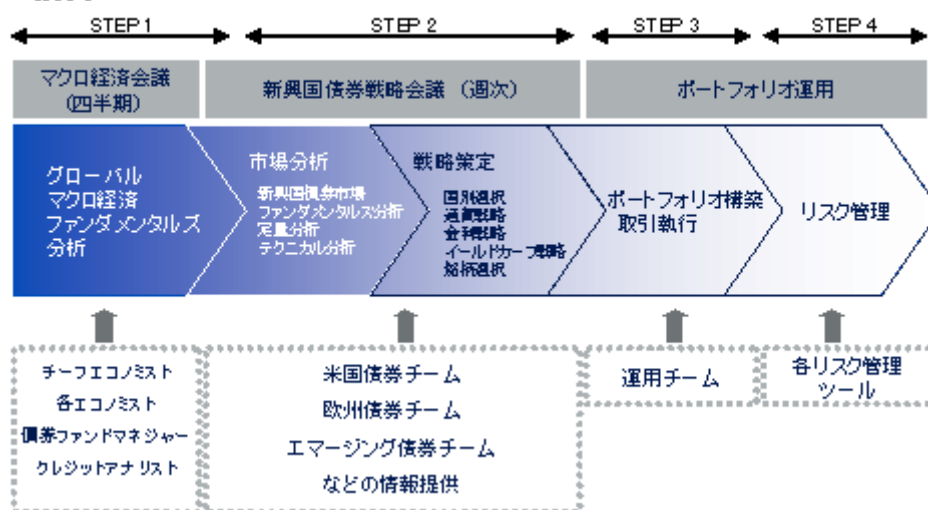 STEP 1
STEP 2
STEP 3
STEP 4
マクロ経済会議
(四半期)
新興国債券戦略会議 (週次)
ポートフォリオ運用
グローバル
マクロ経済
ファンダメンタルズ
分析
市場分析
新興国債券市場
ファンダメンタルズ分析
定量分析
テクニカル分析
戦略策定
国別選択
通貨戦略
金利戦略
イールドカーブ戦略
銘柄選択
ポートフォリオ構築
取引執行
リスク管理
チーフエコノミスト
各エコノミスト
債券ファンドマネジャー
クレジットアナリスト
米国債券チーム
欧州債券チーム
エマージング債券チーム
などの情報提供
運用チーム
各リスク管理
ツール